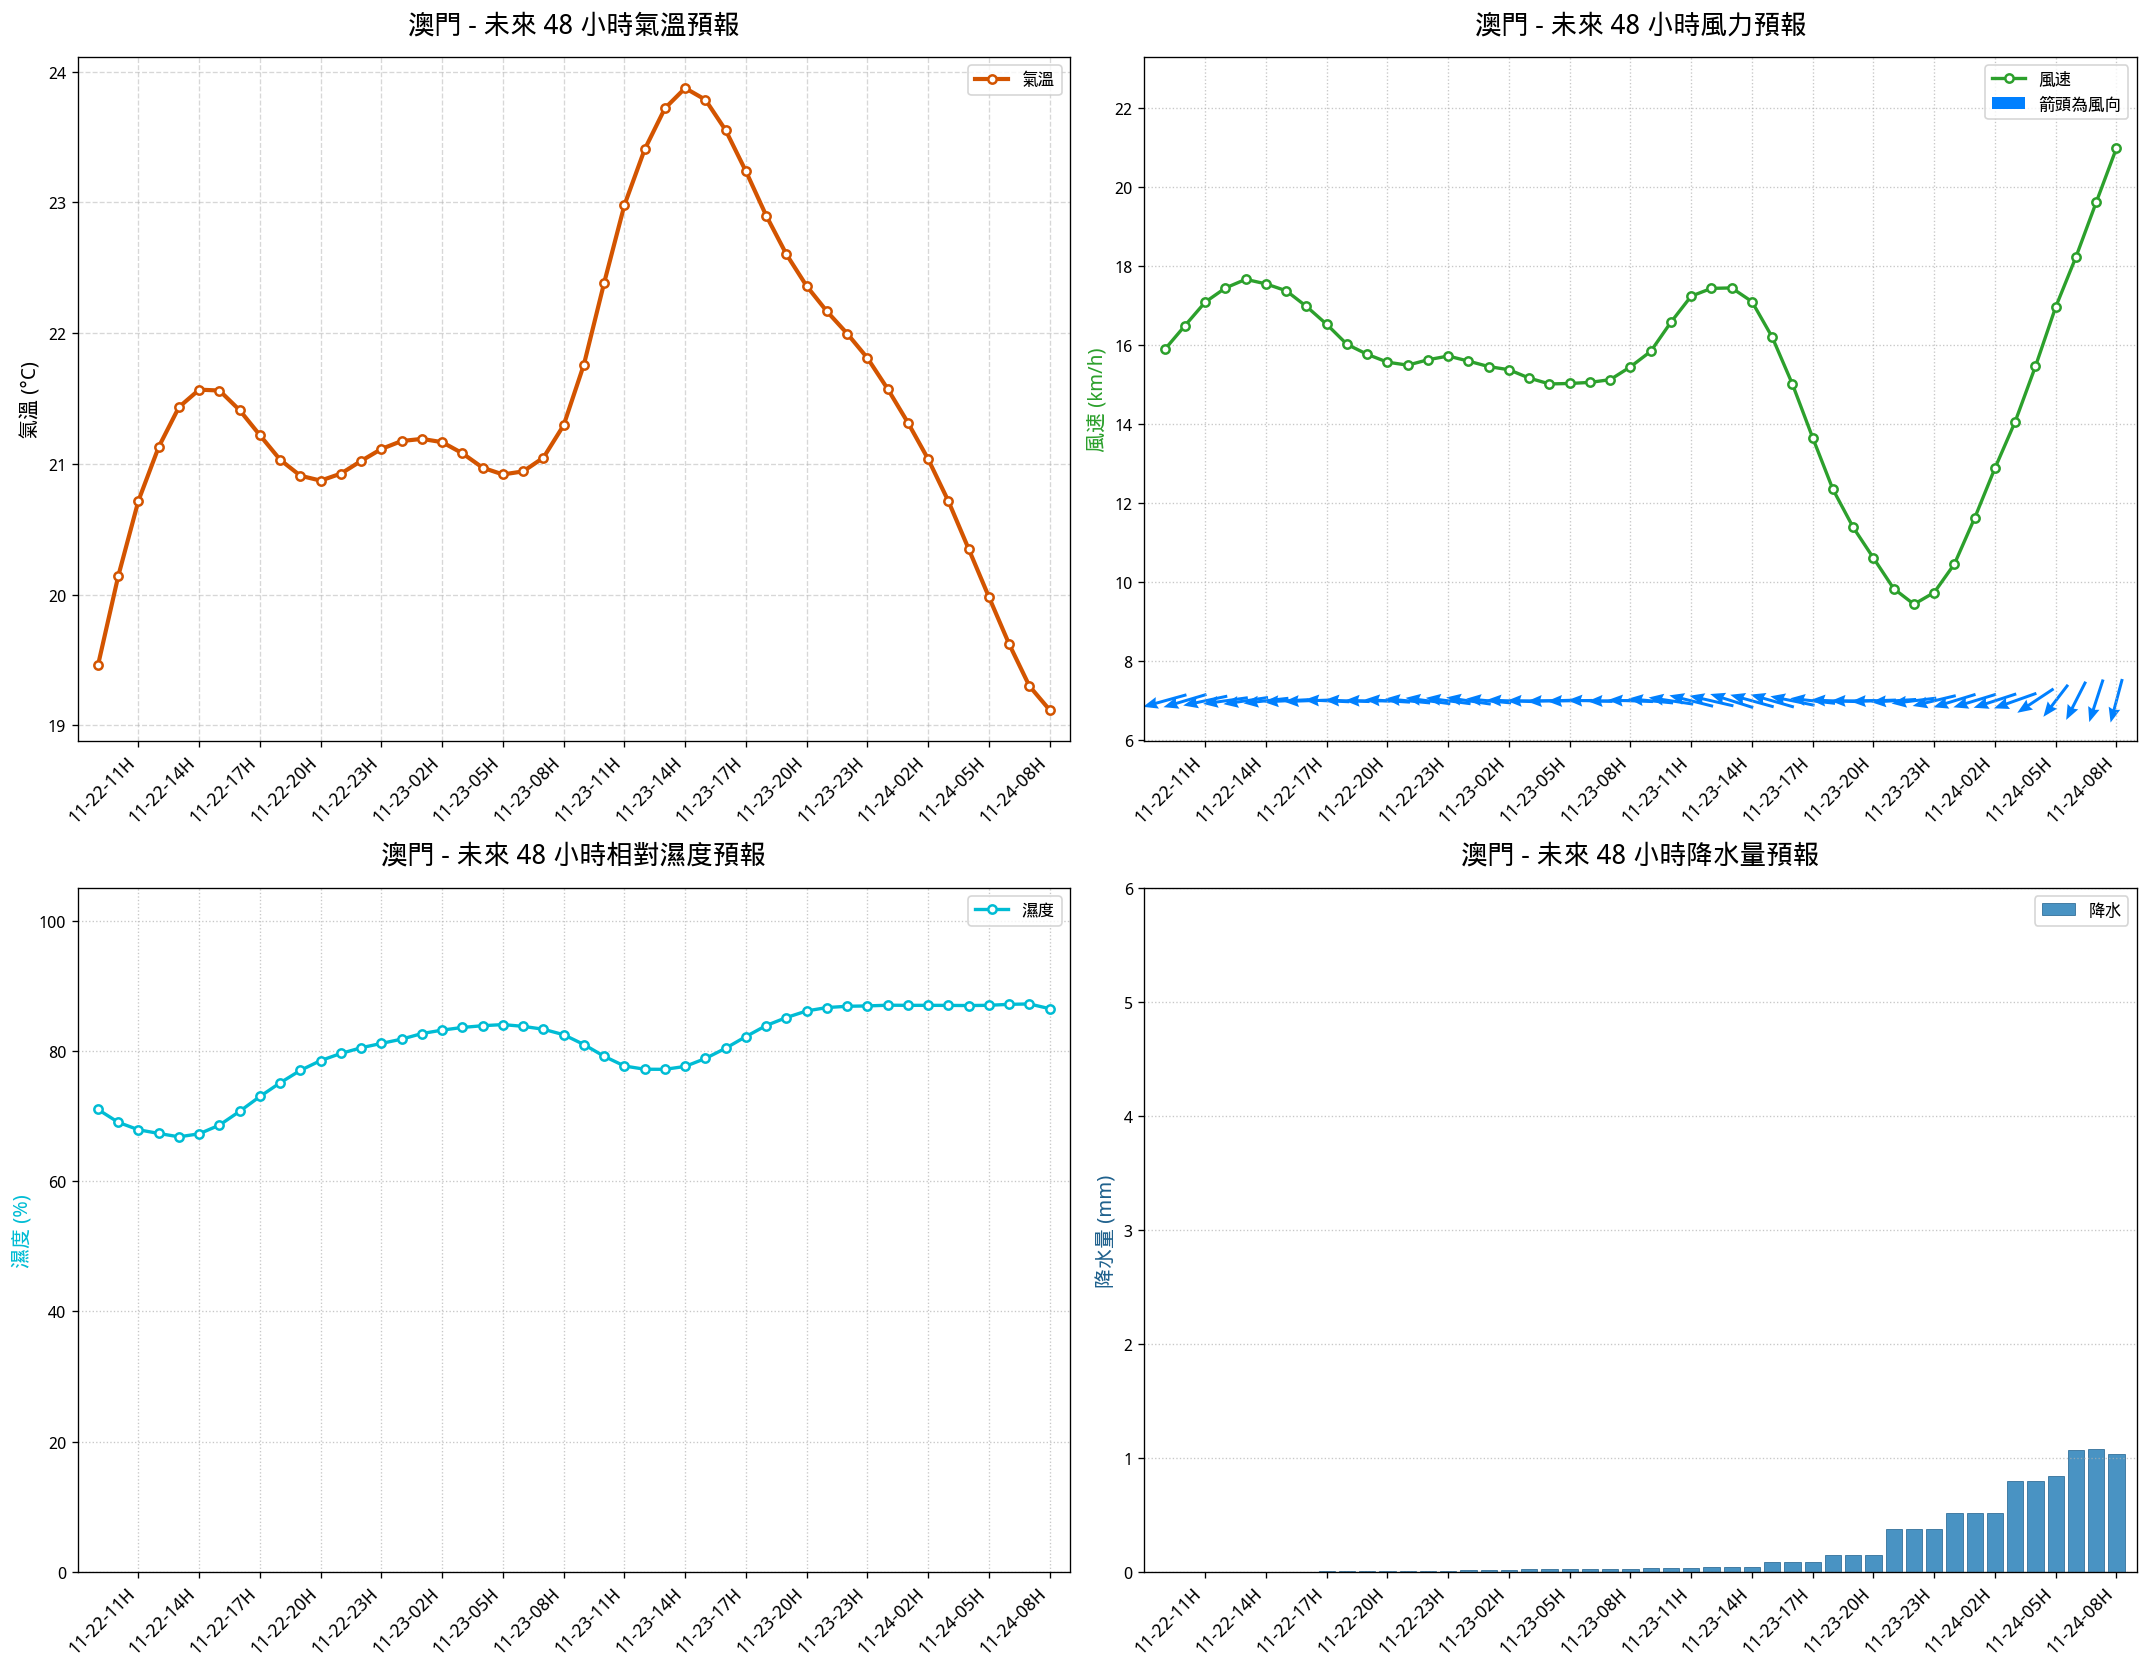 澳門 - 未來 48 小時氣溫預報
氣溫
24
23
22
21
20
19
氣溫 (°C)
11-22-11H
11-22-14H
11-22-17H
11-22-20H
11-22-23H
11-23-02H
11-23-05H
11-23-08H
11-23-11H
11-23-14H
11-23-17H
11-23-20H
11-23-23H
11-24-02H
11-24-05H
11-24-08H
澳門 - 未來 48 小時風力預報
風速
箭頭為風向
22
20
18
16
14
12
10
8
6
風速 (km/h)
11-22-11H
11-22-14H
11-22-17H
11-22-20H
11-22-23H
11-23-02H
11-23-05H
11-23-08H
11-23-11H
11-23-14H
11-23-17H
11-23-20H
11-23-23H
11-24-02H
11-24-05H
11-24-08H
澳門 - 未來 48 小時相對濕度預報
濕度
100
80
60
40
20
0
濕度 (%)
11-22-11H
11-22-14H
11-22-17H
11-22-20H
11-22-23H
11-23-02H
11-23-05H
11-23-08H
11-23-11H
11-23-14H
11-23-17H
11-23-20H
11-23-23H
11-24-02H
11-24-05H
11-24-08H
澳門 - 未來 48 小時降水量預報
降水
6
5
4
3
2
1
0
降水量 (mm)
11-22-11H
11-22-14H
11-22-17H
11-22-20H
11-22-23H
11-23-02H
11-23-05H
11-23-08H
11-23-11H
11-23-14H
11-23-17H
11-23-20H
11-23-23H
11-24-02H
11-24-05H
11-24-08H